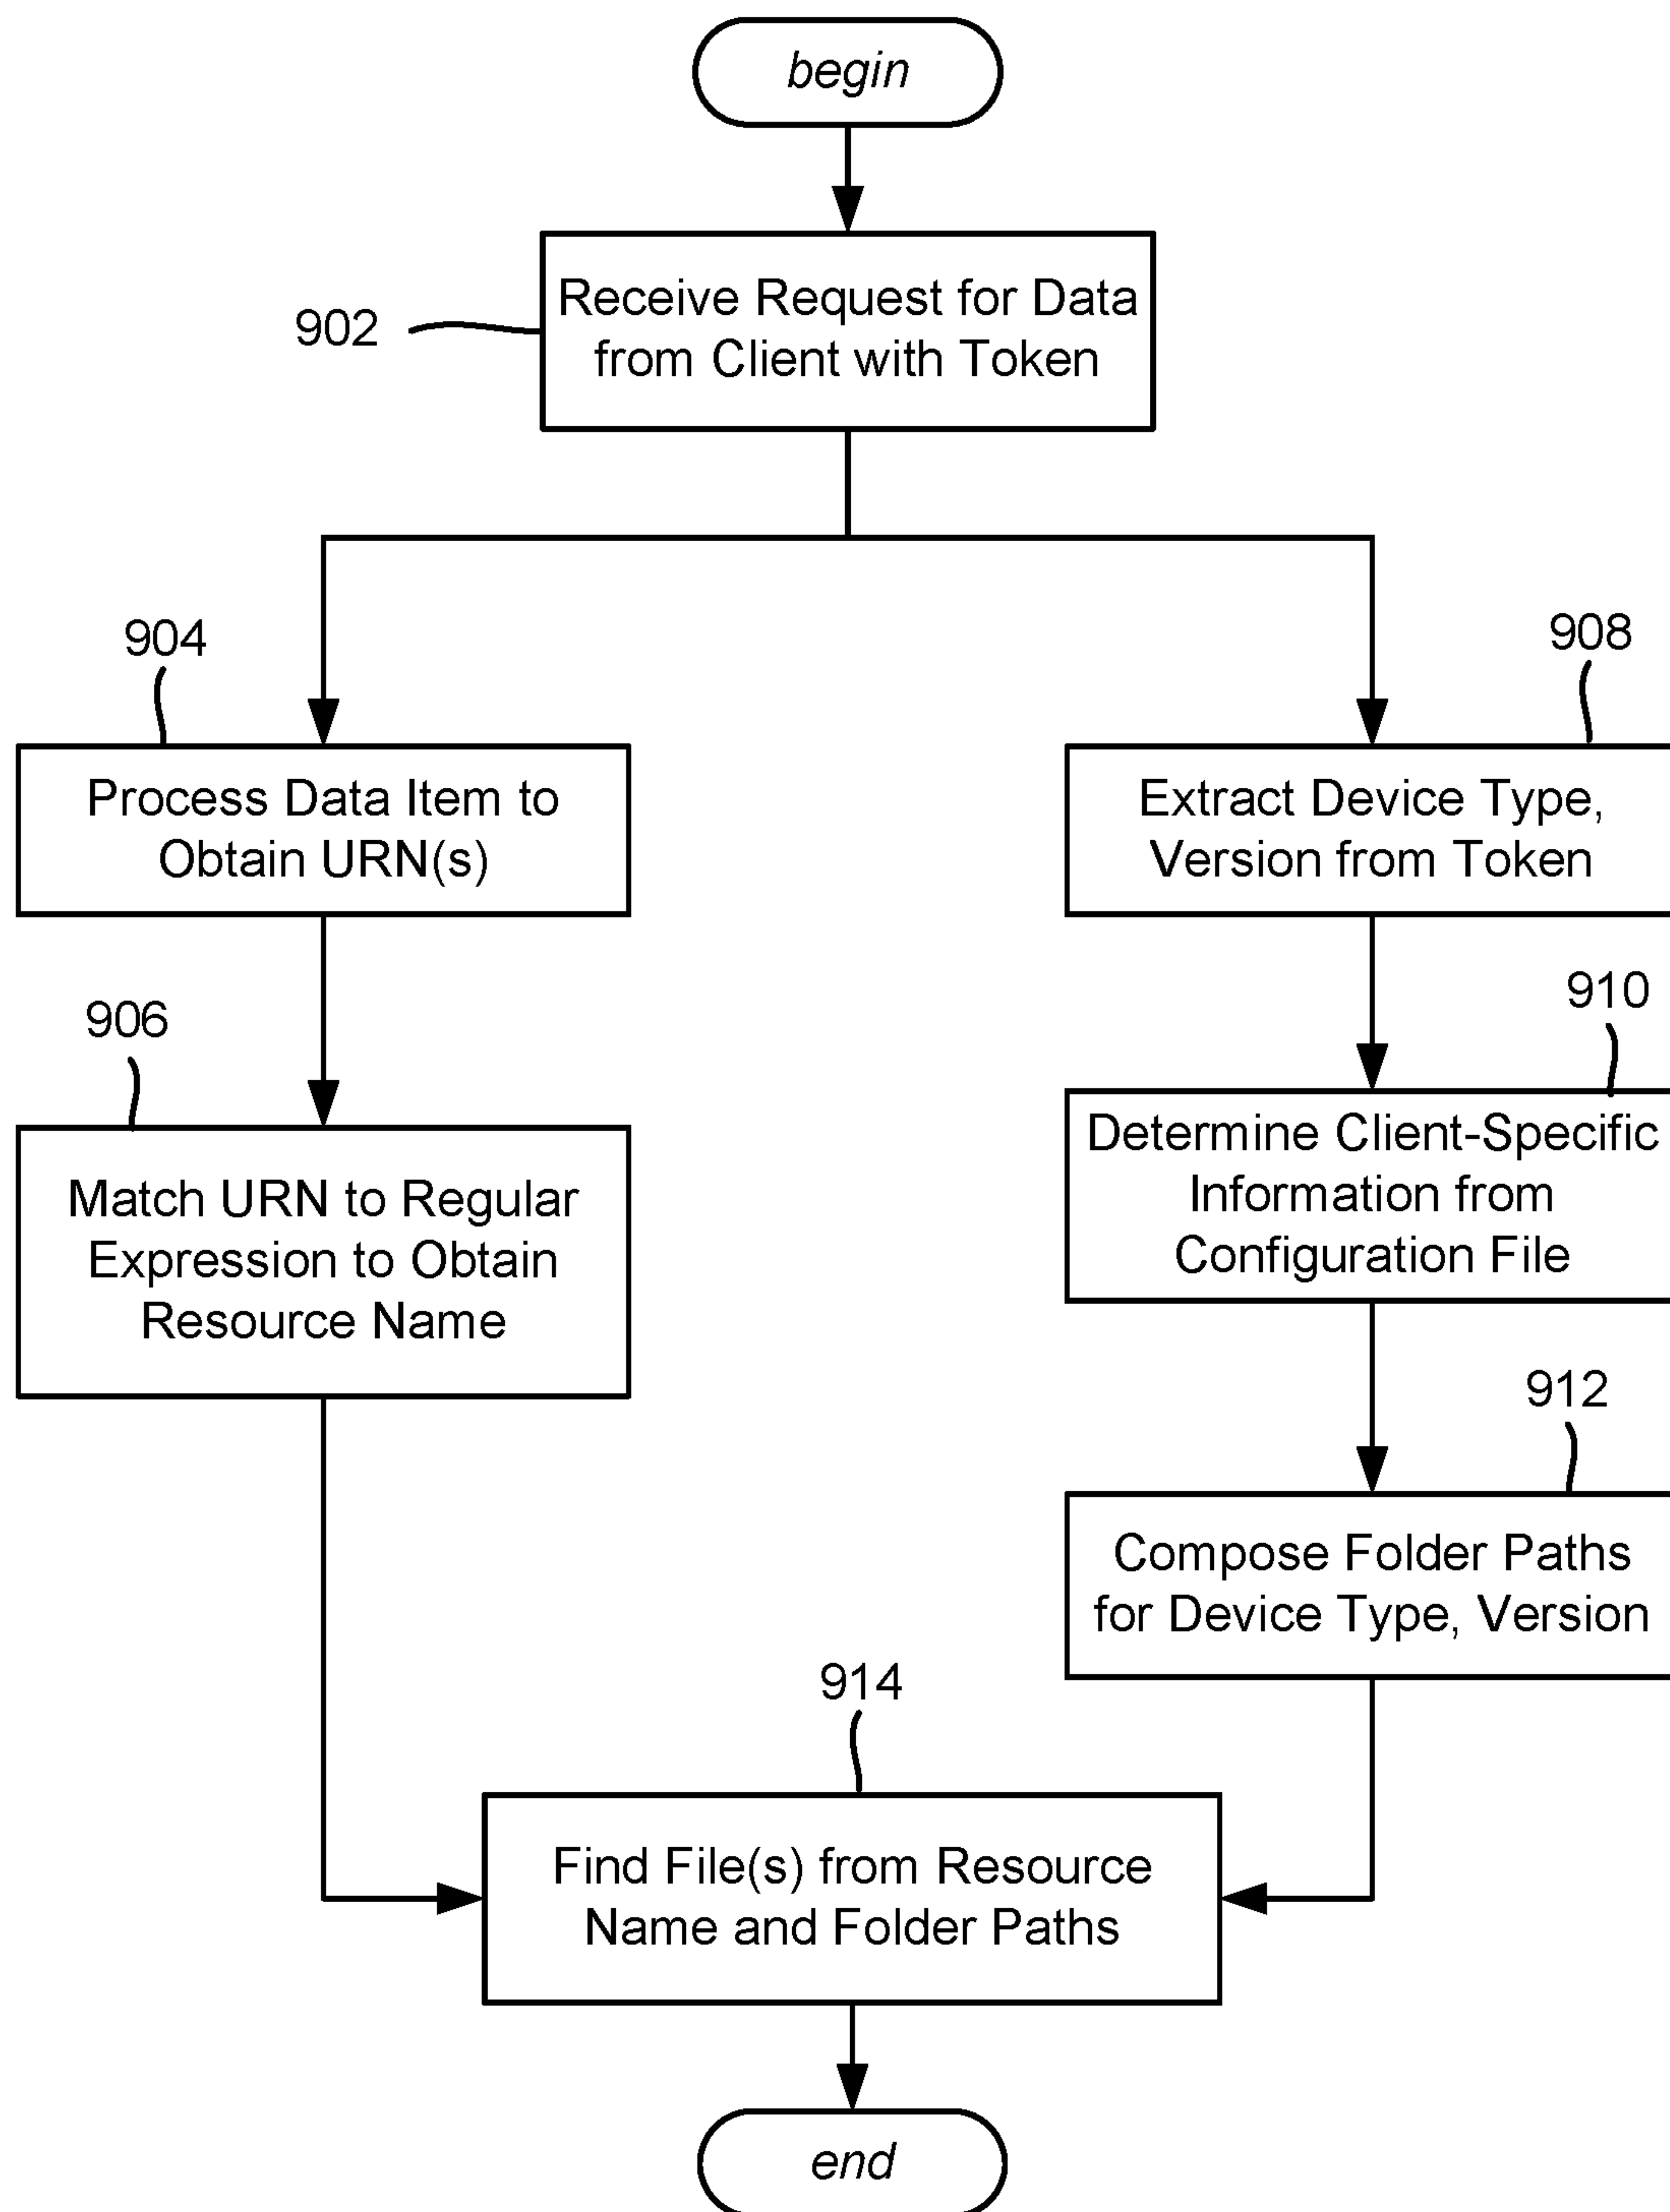 begin
902
Receive Request for Data
from Client with Token
904
Process Data Item to
Obtain URN(s)
906
Match URN to Regular
Expression to Obtain
Resource Name
908
Extract Device Type,
Version from Token
910
Determine Client-Specific
Information from
Configuration File
912
Compose Folder Paths
for Device Type, Version
914
Find File(s) from Resource
Name and Folder Paths
end